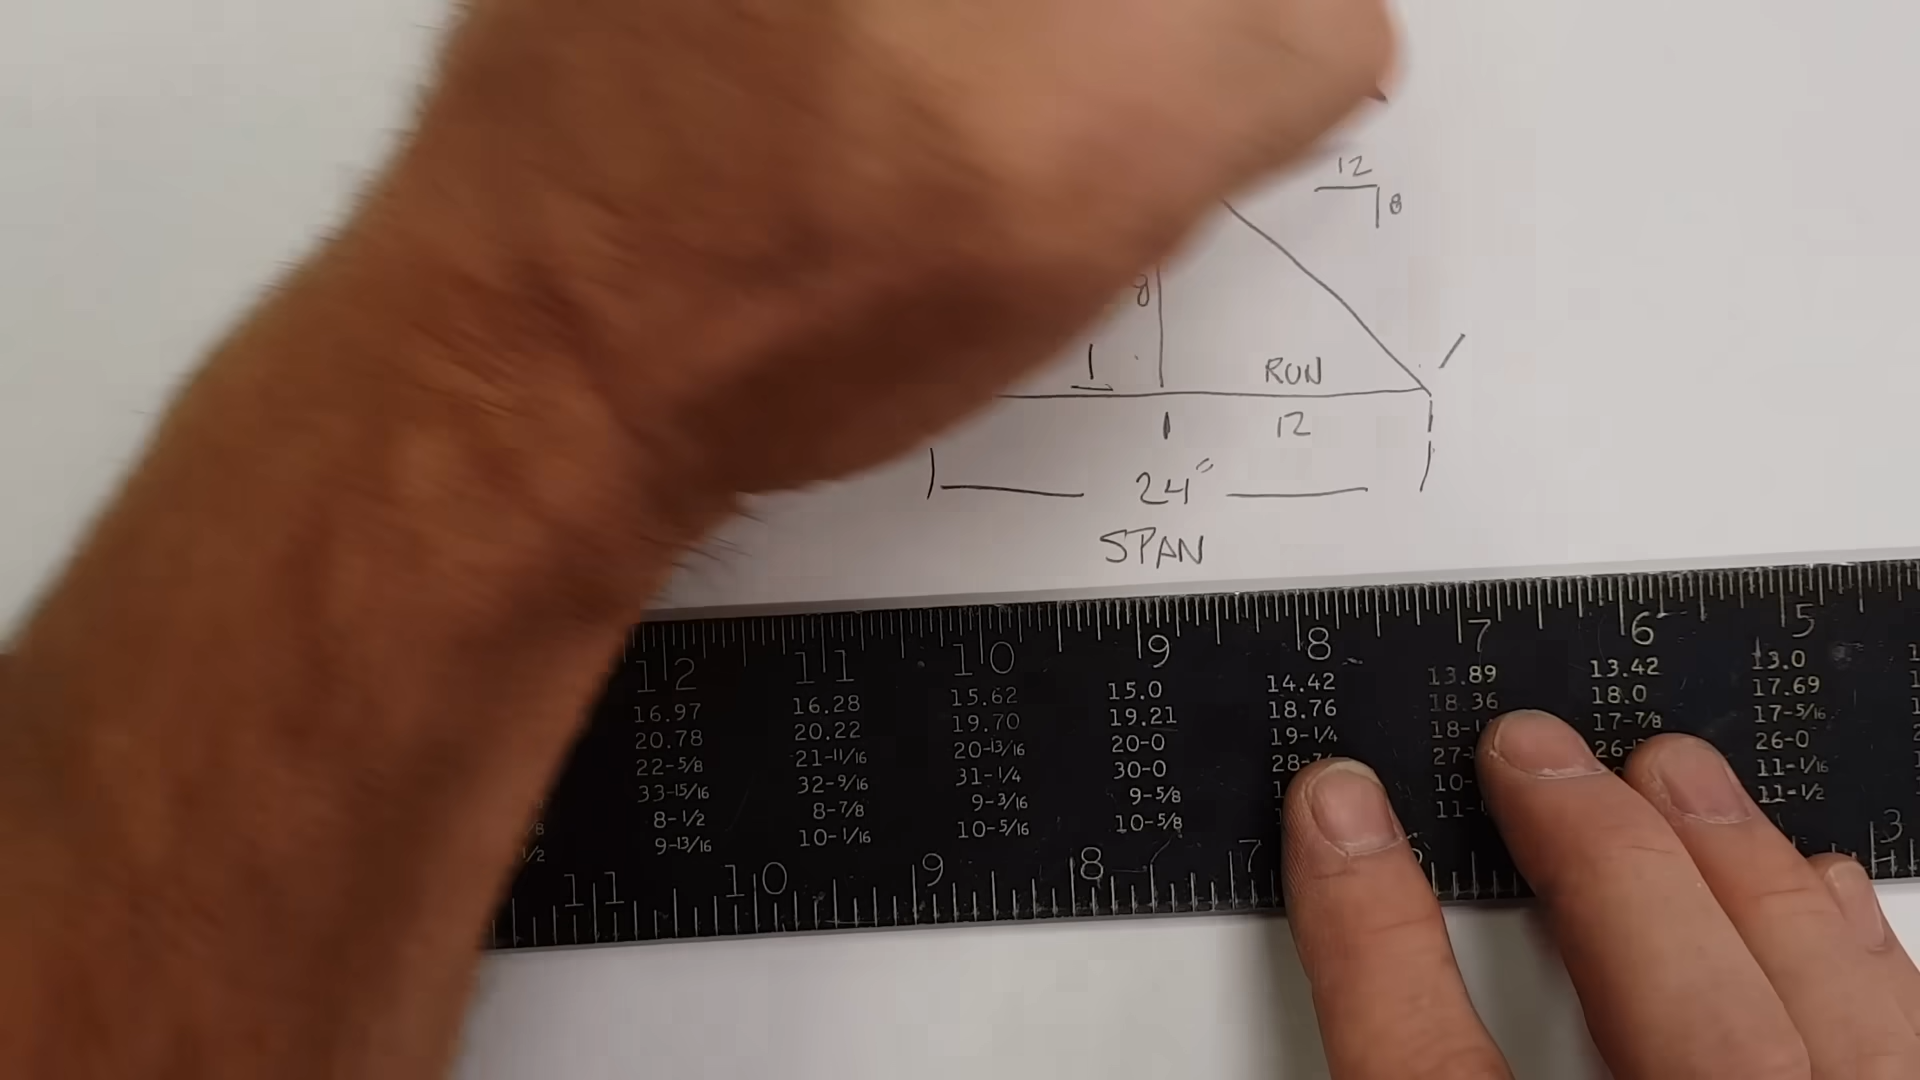 12
8
8
1
RUN
12
24"
SPAN
12 11 10 9 8 7 6 5
16.97 16.28 15.62 15.0 14.42 13.89 13.42 13.0
20.78 20.22 19.70 19.21 18.76 18.36 18.0 17.69
22-5/8 21-11/16 20-13/16 20-0 19-1/4 17-7/8 17-5/16
33-15/16 32-9/16 31-1/4 30-0 26-0
8-1/2 8-7/8 9-3/16 9-5/8 11-1/16
9-13/16 10-1/16 10-5/16 10-5/8 11-1/2
11 10 9 8 7 3